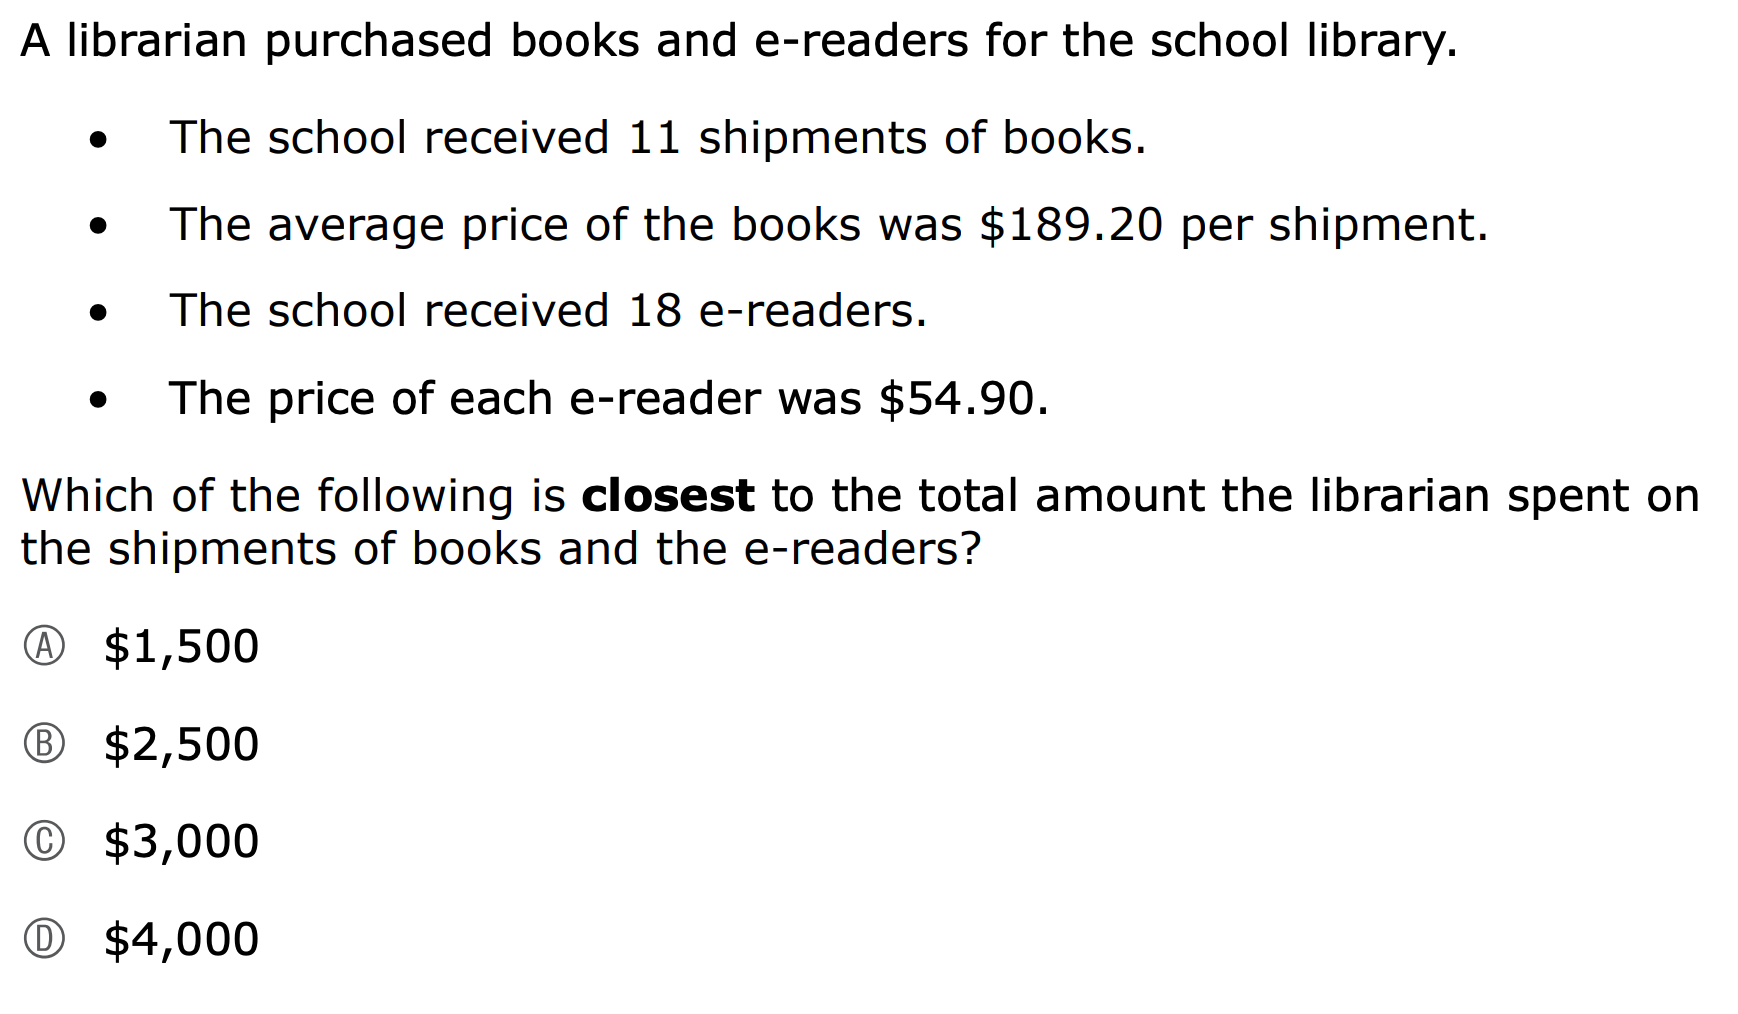 A librarian purchased books and e-readers for the school library.
• The school received 11 shipments of books.
• The average price of the books was $189.20 per shipment.
• The school received 18 e-readers.
• The price of each e-reader was $54.90.
Which of the following is closest to the total amount the librarian spent on
the shipments of books and the e-readers?
Ⓐ $1,500
Ⓑ $2,500
Ⓒ $3,000
Ⓓ $4,000